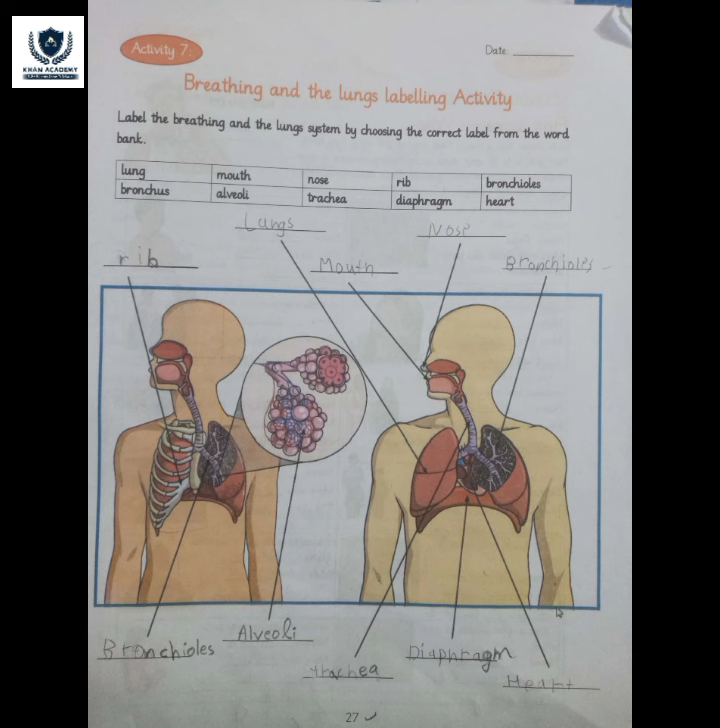 KHAN ACADEMY
Activity 7.
Date:
Breathing and the lungs labelling Activity
Label the breathing and the lungs system by choosing the correct label from the word
bank.
lung mouth nose rib bronchioles
bronchus alveoli trachea diaphragm heart
Lungs Nose
rib Mouth Bronchioles
Alveoli
Bronchioles Diaphragm
trachea Heart
27